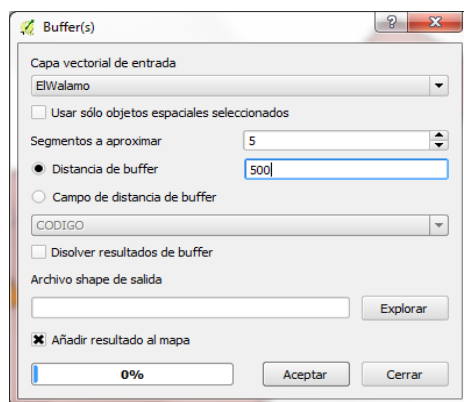 Buffer(s)
Capa vectorial de entrada
ElWalamo
Usar sólo objetos espaciales seleccionados
Segmentos a aproximar 5
Distancia de buffer 500
Campo de distancia de buffer
CODIGO
Disolver resultados de buffer
Archivo shape de salida
Explorar
Añadir resultado al mapa
0% Aceptar Cerrar